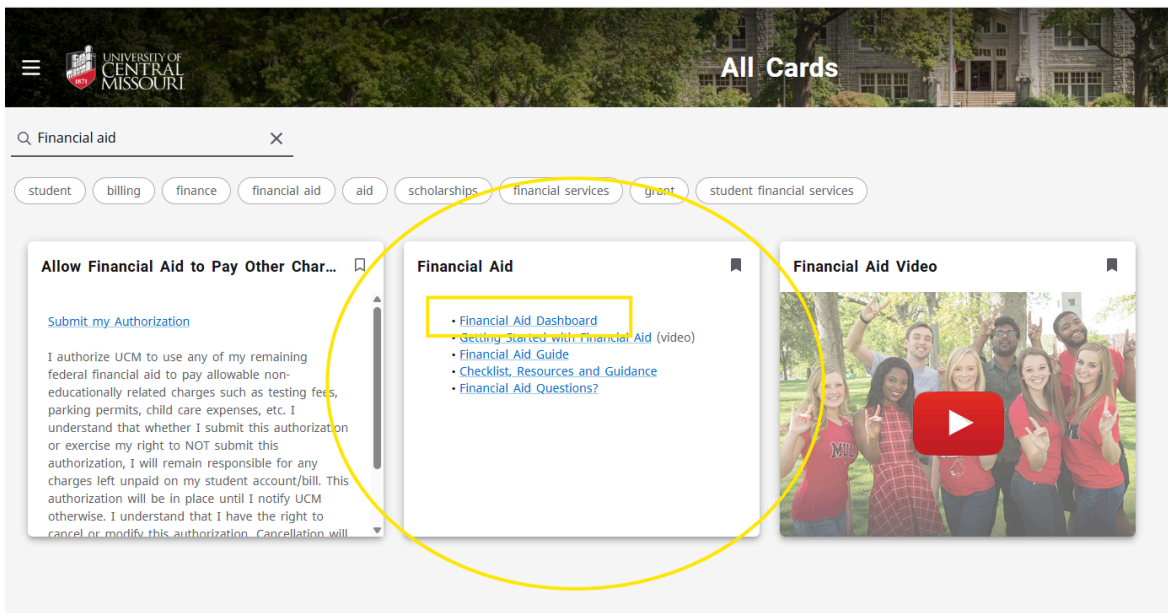 UNIVERSITY OF
CENTRAL
MISSOURI
1871
All Cards
Financial aid
student
billing
finance
financial aid
aid
scholarships
financial services
grant
student financial services
Allow Financial Aid to Pay Other Char...
Submit my Authorization
I authorize UCM to use any of my remaining
federal financial aid to pay allowable non-
educationally related charges such as testing fees,
parking permits, child care expenses, etc. I
understand that whether I submit this authorization
or exercise my right to NOT submit this
authorization, I will remain responsible for any
charges left unpaid on my student account/bill. This
authorization will be in place until I notify UCM
otherwise. I understand that I have the right to
cancel or modify this authorization. Cancellation will
Financial Aid
• Financial Aid Dashboard
• Getting Started with Financial Aid (video)
• Financial Aid Guide
• Checklist, Resources and Guidance
• Financial Aid Questions?
Financial Aid Video